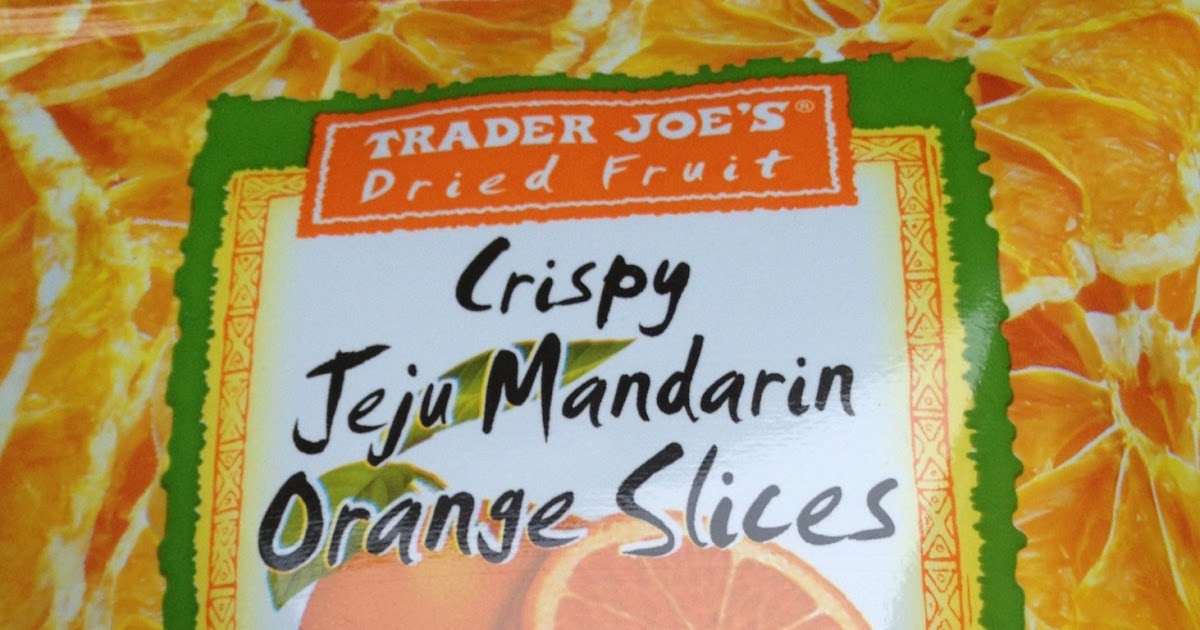 TRADER JOE'S®
Dried Fruit
Crispy
Jeju Mandarin
Orange Slices